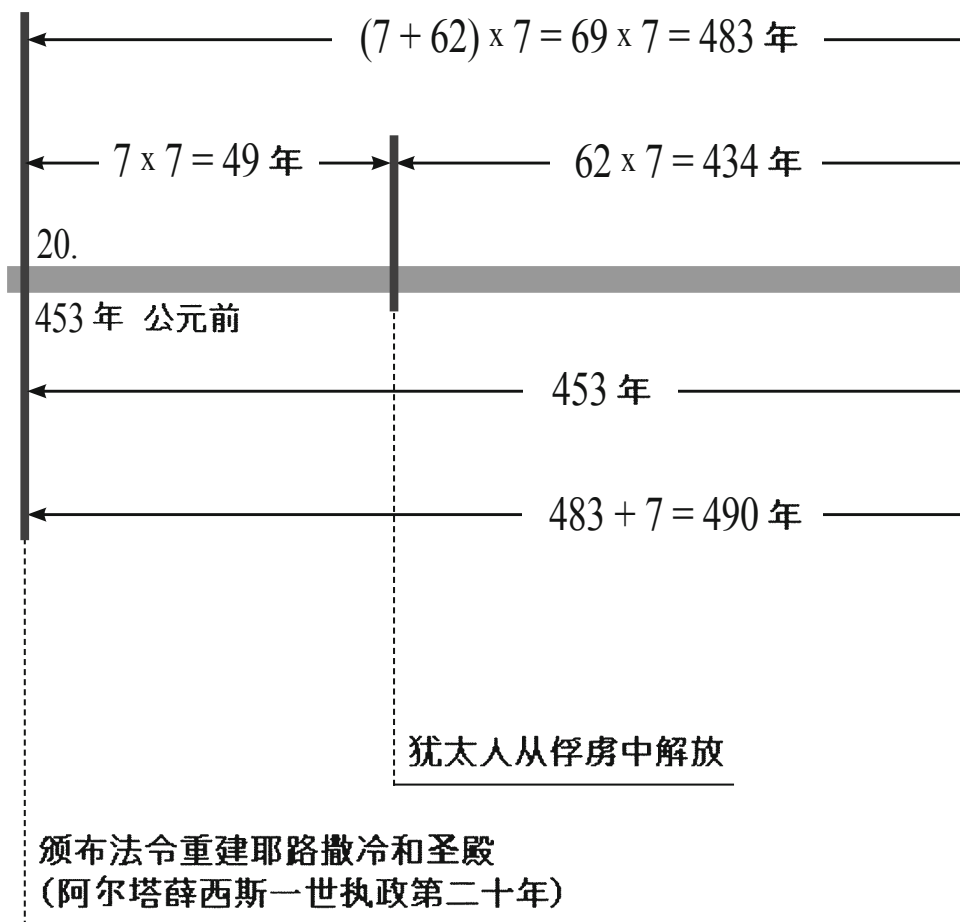 (7 + 62) x 7 = 69 x 7 = 483 年
7 x 7 = 49 年
62 x 7 = 434 年
20.
453 年 公元前
453 年
483 + 7 = 490 年
犹太人从俘虏中解放
颁布法令重建耶路撒冷和圣殿
(阿尔塔薛西斯一世执政第二十年)